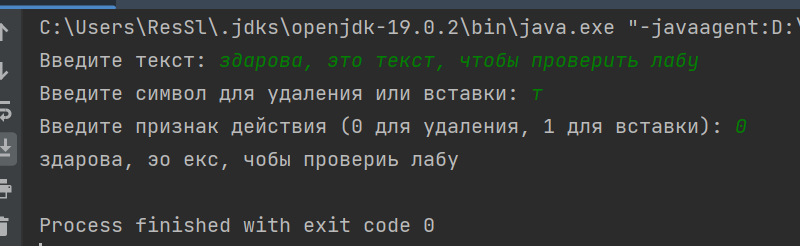 C:\Users\ResSl\.jdks\openjdk-19.0.2\bin\java.exe "-javaagent:D:\
Введите текст: здарова, это текст, чтобы проверить лабу
Введите символ для удаления или вставки: т
Введите признак действия (0 для удаления, 1 для вставки): 0
здарова, эо екс, чобы провериь лабу
Process finished with exit code 0